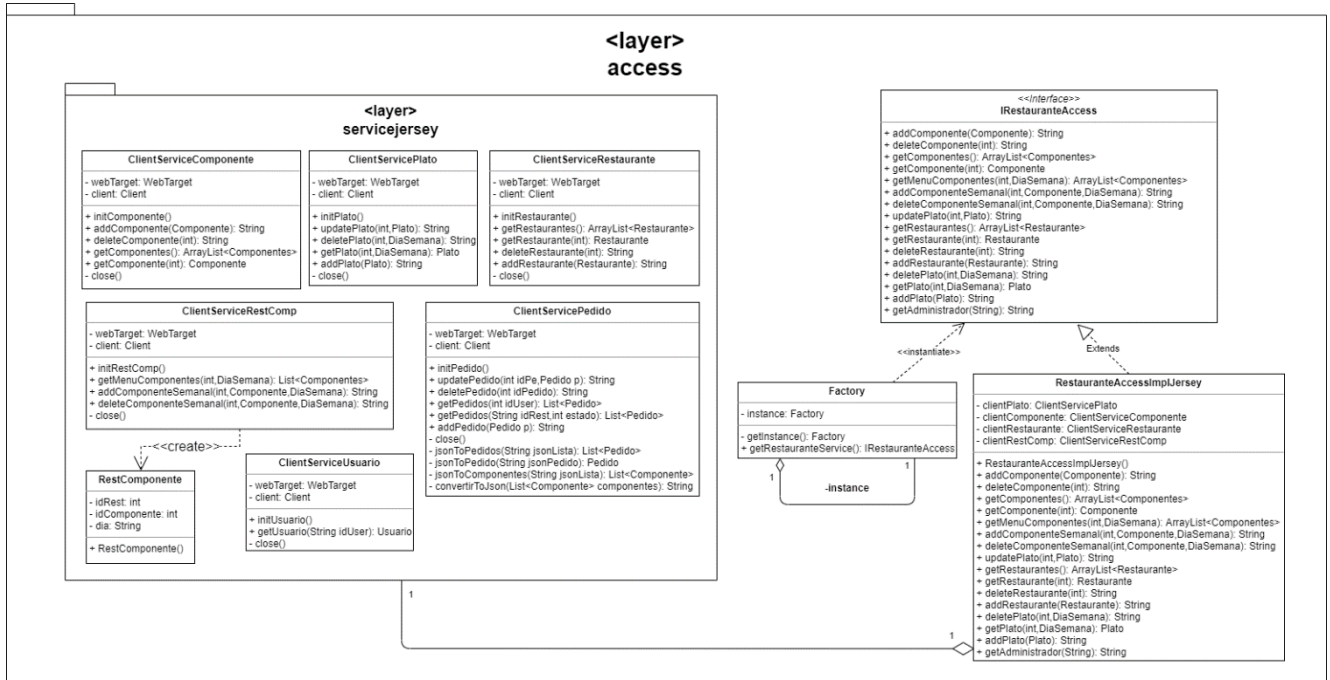 <layer>
access
<layer>
servicejersey
ClientServiceComponente
- webTarget: WebTarget
- client: Client
+ initComponente()
+ addComponente(Componente): String
+ deleteComponente(int): String
+ getComponentes(): ArrayList<Componentes>
+ getComponente(int): Componente
- close()
ClientServicePlato
- webTarget: WebTarget
- client: Client
+ initPlato()
+ updatePlato(int,Plato): String
+ deletePlato(int,DiaSemana): String
+ getPlato(int,DiaSemana): Plato
+ addPlato(Plato): String
- close()
ClientServiceRestaurante
- webTarget: WebTarget
- client: Client
+ initRestaurante()
+ getRestaurantes(): ArrayList<Restaurante>
+ getRestaurante(int): Restaurante
+ deleteRestaurante(int): String
+ addRestaurante(Restaurante): String
- close()
ClientServiceRestComp
- webTarget: WebTarget
- client: Client
+ initRestComp()
+ getMenuComponentes(int,DiaSemana): List<Componentes>
+ addComponenteSemanal(int,Componente,DiaSemana): String
+ deleteComponenteSemanal(int,Componente,DiaSemana): String
- close()
ClientServicePedido
- webTarget: WebTarget
- client: Client
+ initPedido()
+ updatePedido(int idPe,Pedido p): String
+ deletePedido(int idPedido): String
+ getPedidos(int idUser): List<Pedido>
+ getPedidos(String idRest,int estado): List<Pedido>
+ addPedido(Pedido p): String
- close()
- jsonToPedidos(String jsonLista): List<Pedido>
- jsonToPedido(String jsonPedido): Pedido
- jsonToComponentes(String jsonLista): List<Componente>
- convertirToJson(List<Componente> componentes): String
<<create>>
RestComponente
- idRest: int
- idComponente: int
- dia: String
+ RestComponente()
ClientServiceUsuario
- webTarget: WebTarget
- client: Client
+ initUsuario()
+ getUsuario(String idUser): Usuario
- close()
<<Interface>>
IRestauranteAccess
+ addComponente(Componente): String
+ deleteComponente(int): String
+ getComponentes(): ArrayList<Componentes>
+ getComponente(int): Componente
+ getMenuComponentes(int,DiaSemana): ArrayList<Componentes>
+ addComponenteSemanal(int,Componente,DiaSemana): String
+ deleteComponenteSemanal(int,Componente,DiaSemana): String
+ updatePlato(int,Plato): String
+ getRestaurantes(): ArrayList<Restaurante>
+ getRestaurante(int): Restaurante
+ deleteRestaurante(int): String
+ addRestaurante(Restaurante): String
+ deletePlato(int,DiaSemana): String
+ getPlato(int,DiaSemana): Plato
+ addPlato(Plato): String
+ getAdministrador(String): String
<<instantiate>>
Extends
Factory
- instance: Factory
- getInstance(): Factory
+ getRestauranteService(): IRestauranteAccess
1
1
-instance
RestauranteAccessImplJersey
- clientPlato: ClientServicePlato
- clientComponente: ClientServiceComponente
- clientRestaurante: ClientServiceRestaurante
- clientRestComp: ClientServiceRestComp
+ RestauranteAccessImplJersey()
+ addComponente(Componente): String
+ deleteComponente(int): String
+ getComponentes(): ArrayList<Componentes>
+ getComponente(int): Componente
+ getMenuComponentes(int,DiaSemana): ArrayList<Componentes>
+ addComponenteSemanal(int,Componente,DiaSemana): String
+ deleteComponenteSemanal(int,Componente,DiaSemana): String
+ updatePlato(int,Plato): String
+ getRestaurantes(): ArrayList<Restaurante>
+ getRestaurante(int): Restaurante
+ deleteRestaurante(int): String
+ addRestaurante(Restaurante): String
+ deletePlato(int,DiaSemana): String
+ getPlato(int,DiaSemana): Plato
+ addPlato(Plato): String
+ getAdministrador(String): String
1
1